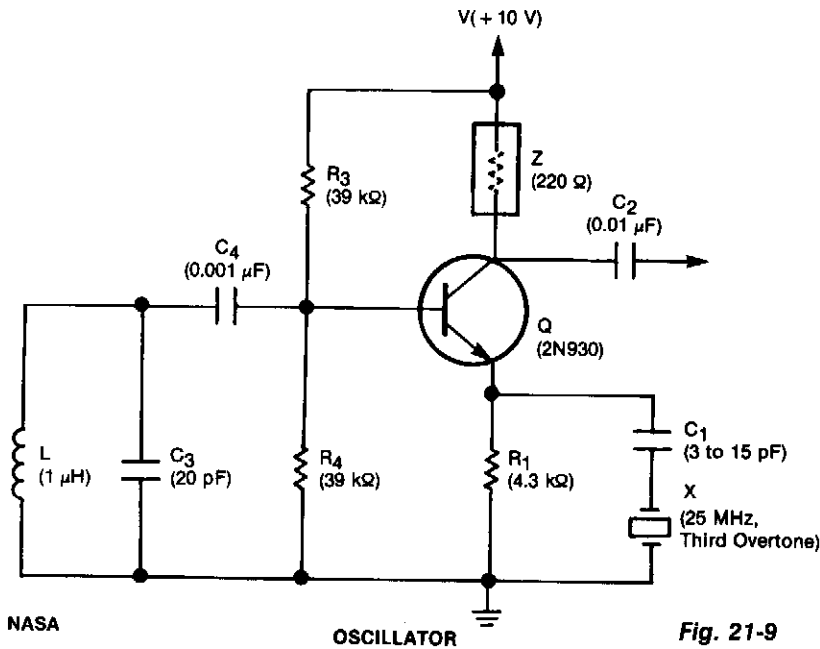 V(+ 10 V)
R3
(39 kΩ)
Z
(220 Ω)
C2
(0.01 µF)
C4
(0.001 µF)
Q
(2N930)
L
(1 µH)
C3
(20 pF)
R4
(39 kΩ)
R1
(4.3 kΩ)
C1
(3 to 15 pF)
X
(25 MHz,
Third Overtone)
NASA
OSCILLATOR
Fig. 21-9